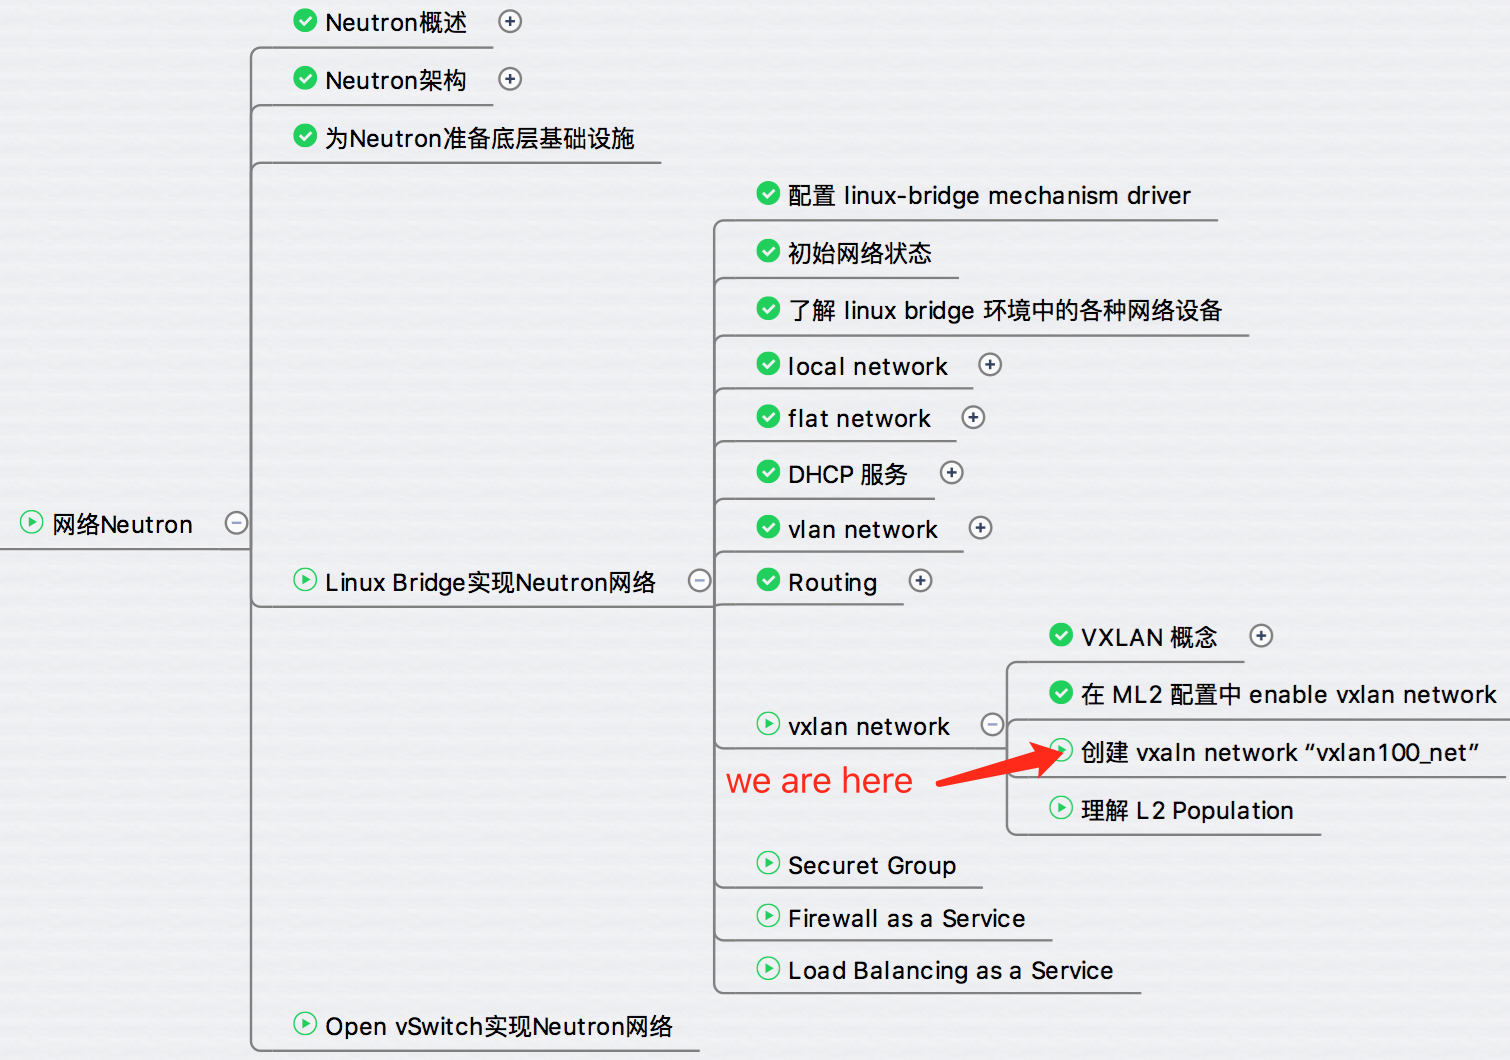 Neutron概述
Neutron架构
为Neutron准备底层基础设施
配置 linux-bridge mechanism driver
初始网络状态
了解 linux bridge 环境中的各种网络设备
local network
flat network
DHCP 服务
vlan network
网络Neutron
Linux Bridge实现Neutron网络
Routing
VXLAN 概念
在 ML2 配置中 enable vxlan network
vxlan network
创建 vxaln network “vxlan100_net”
we are here
理解 L2 Population
Securet Group
Firewall as a Service
Load Balancing as a Service
Open vSwitch实现Neutron网络